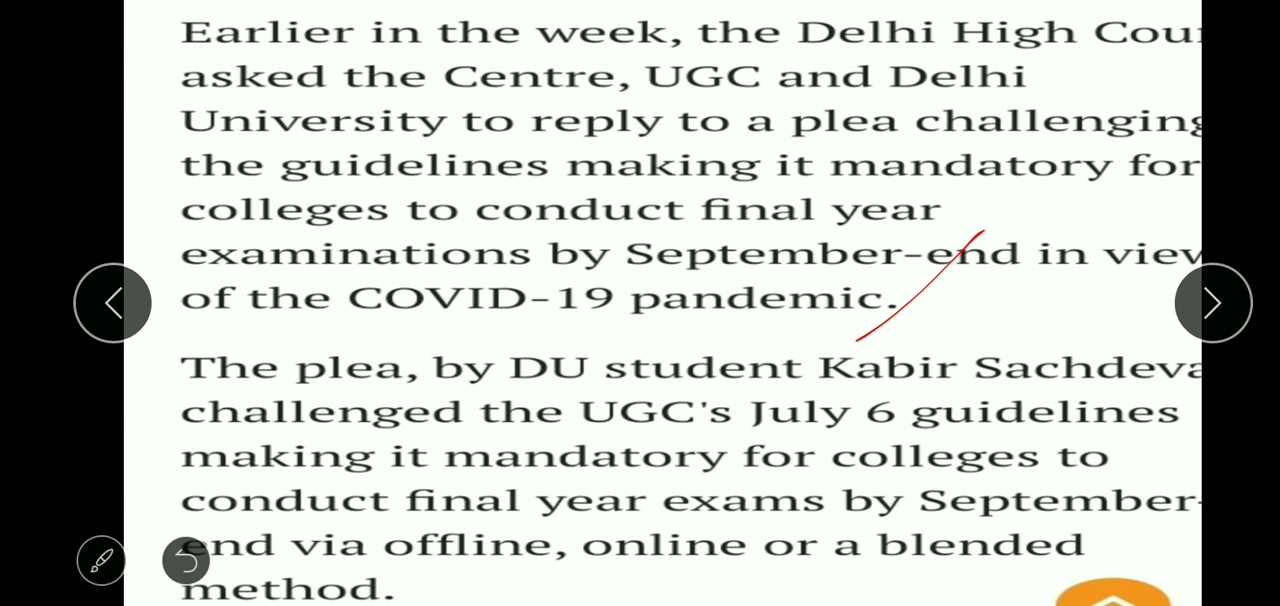 Earlier in the week, the Delhi High Cour
asked the Centre, UGC and Delhi
University to reply to a plea challenging
the guidelines making it mandatory for
colleges to conduct final year
examinations by September-end in view
of the COVID-19 pandemic.
The plea, by DU student Kabir Sachdeva
challenged the UGC's July 6 guidelines
making it mandatory for colleges to
conduct final year exams by September-
end via offline, online or a blended
method.